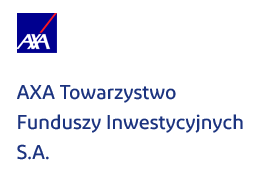 AXA
AXA Towarzystwo
Funduszy Inwestycyjnych
S.A.